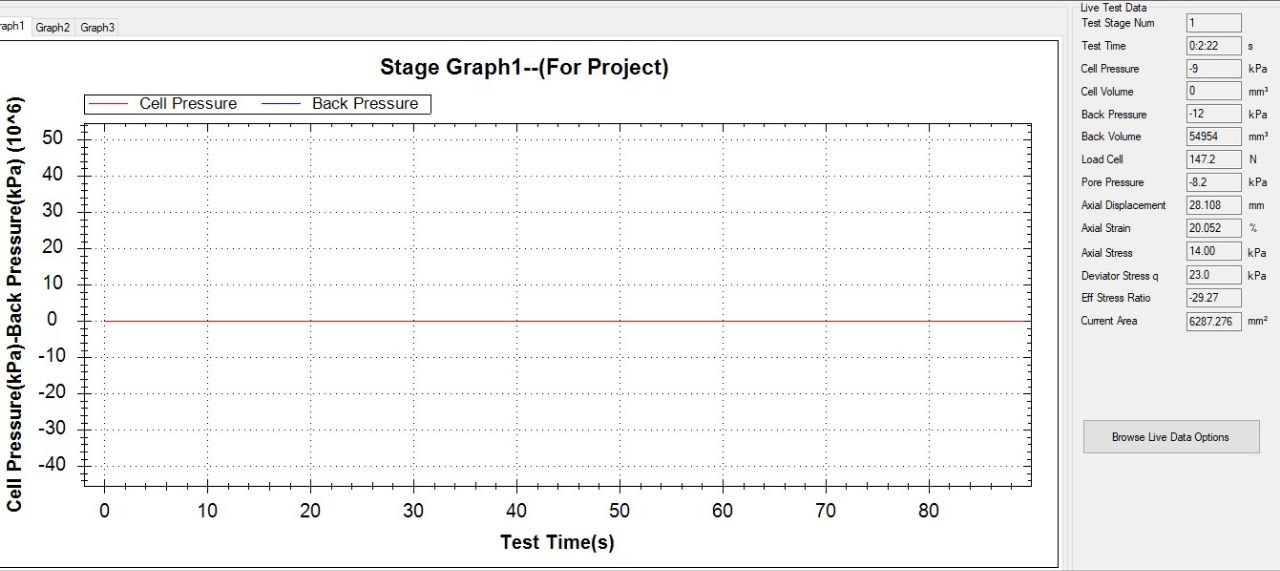 raph1 Graph2 Graph3
Stage Graph1--(For Project)
Cell Pressure Back Pressure
Cell Pressure(kPa)-Back Pressure(kPa) (10^6)
50
40
30
20
10
0
-10
-20
-30
-40
0 10 20 30 40 50 60 70 80
Test Time(s)
Live Test Data
Test Stage Num 1
Test Time 0:2:22 s
Cell Pressure -9 kPa
Cell Volume 0 mm³
Back Pressure -12 kPa
Back Volume 54954 mm³
Load Cell 147.2 N
Pore Pressure -8.2 kPa
Axial Displacement 28.108 mm
Axial Strain 20.052 %
Axial Stress 14.00 kPa
Deviator Stress q 23.0 kPa
Eff Stress Ratio -29.27
Current Area 6287.276 mm²
Browse Live Data Options